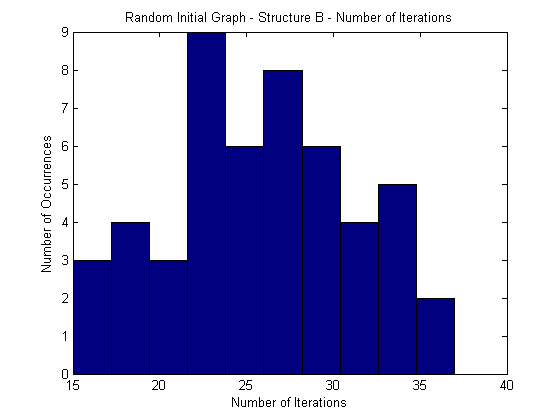 Random Initial Graph - Structure B - Number of Iterations
9
8
7
6
5
4
3
2
1
0
Number of Occurrences
15 20 25 30 35 40
Number of Iterations